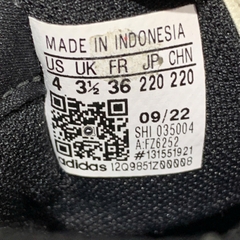 MADE IN INDONESIA
US UK FR JP CHN
4 3½ 36 220 220
09/22
SHI 035004
A:FZ6252
#131551921
adidas 12Q9851Z00008